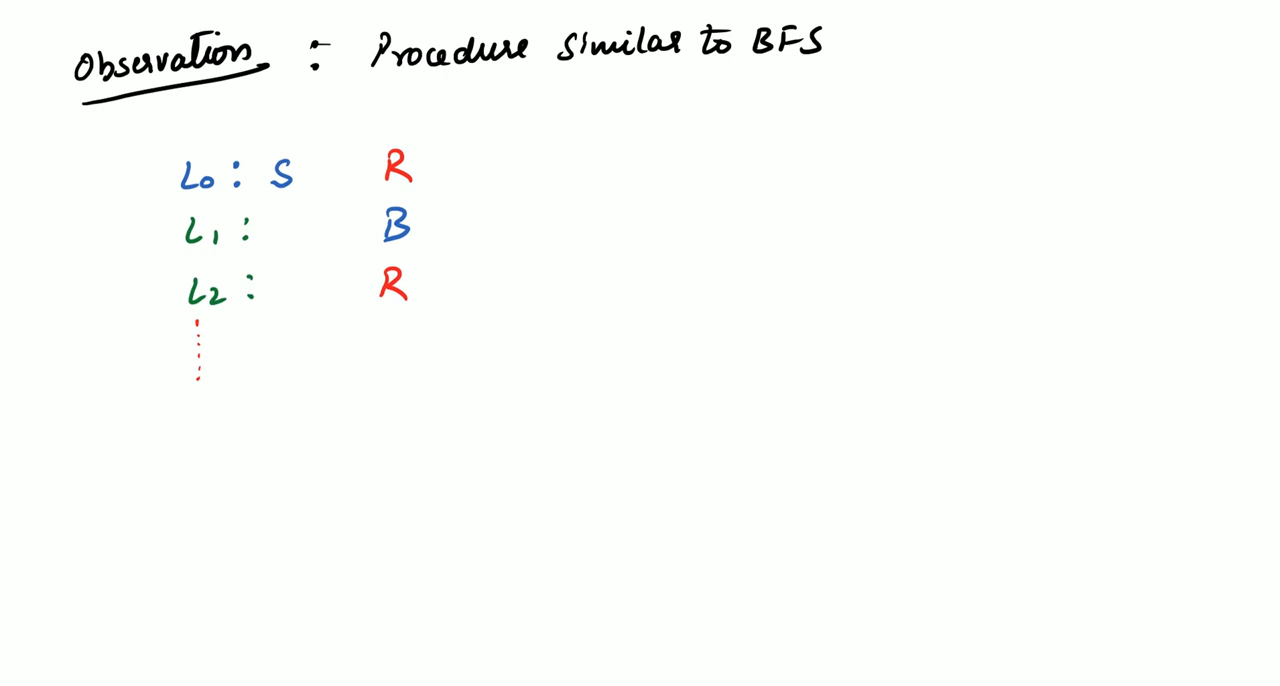 Observation : Procedure similar to BFS
L0 : S R
L1 : B
L2 : R